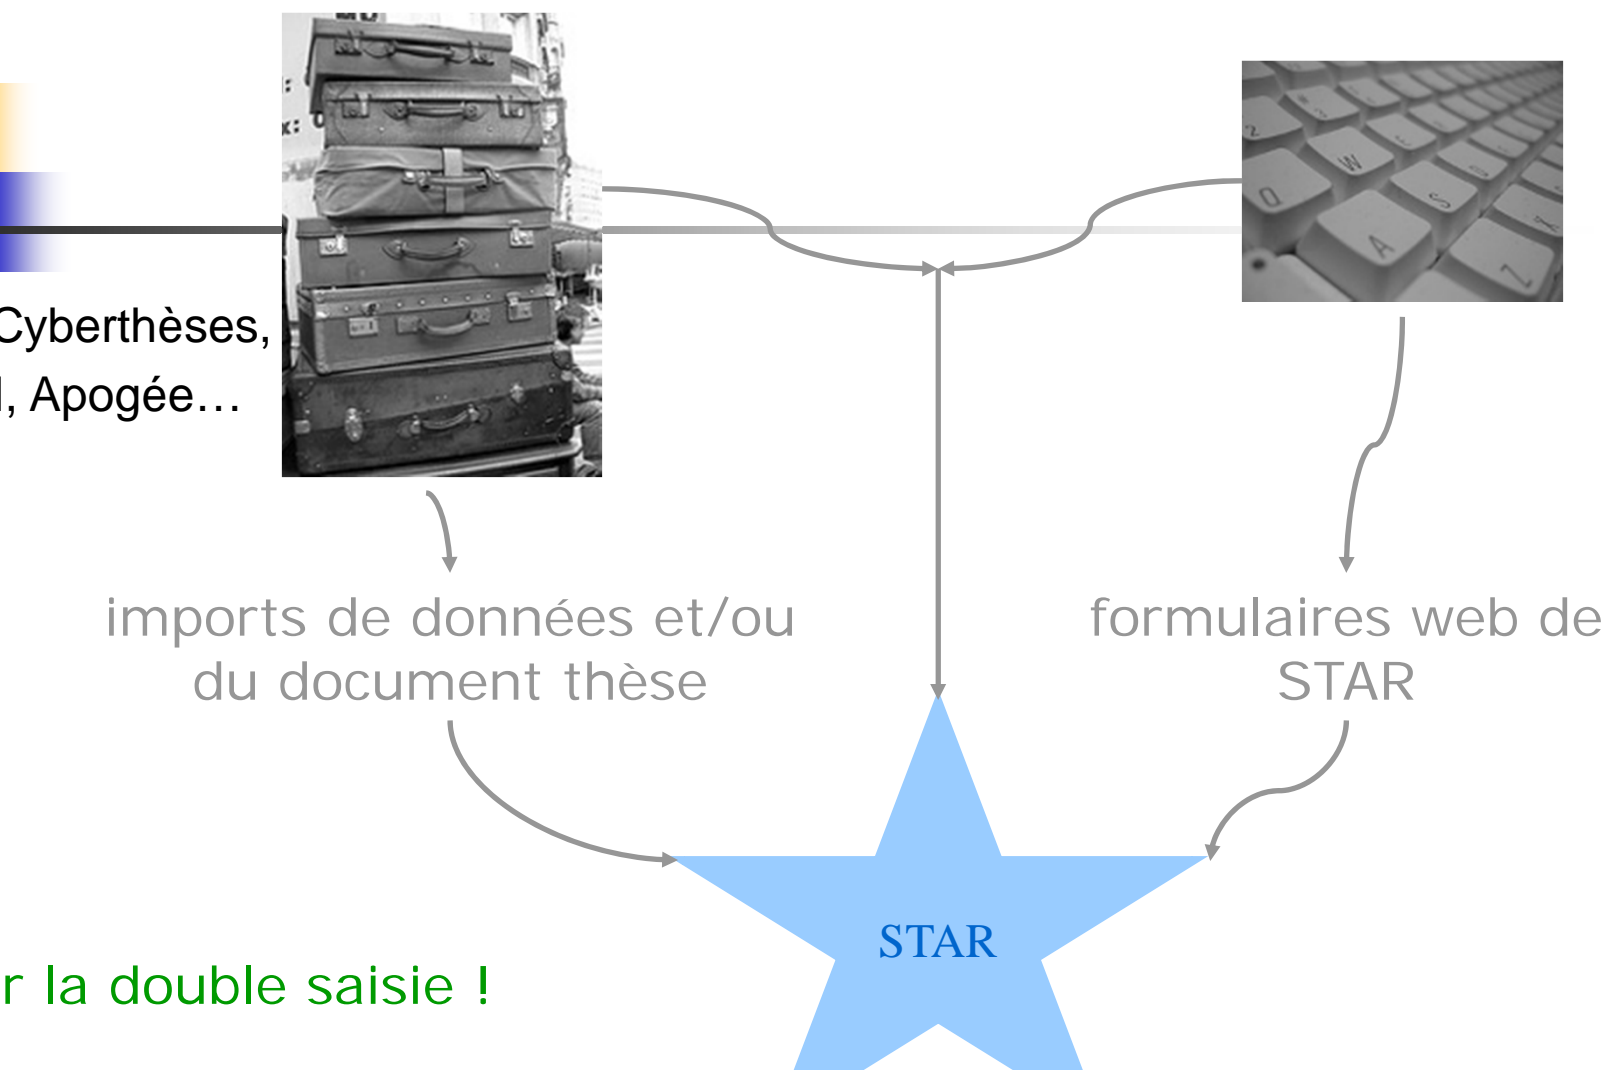 Cyberthèses,
, Apogée…
imports de données et/ou
du document thèse
formulaires web de
STAR
STAR
r la double saisie !